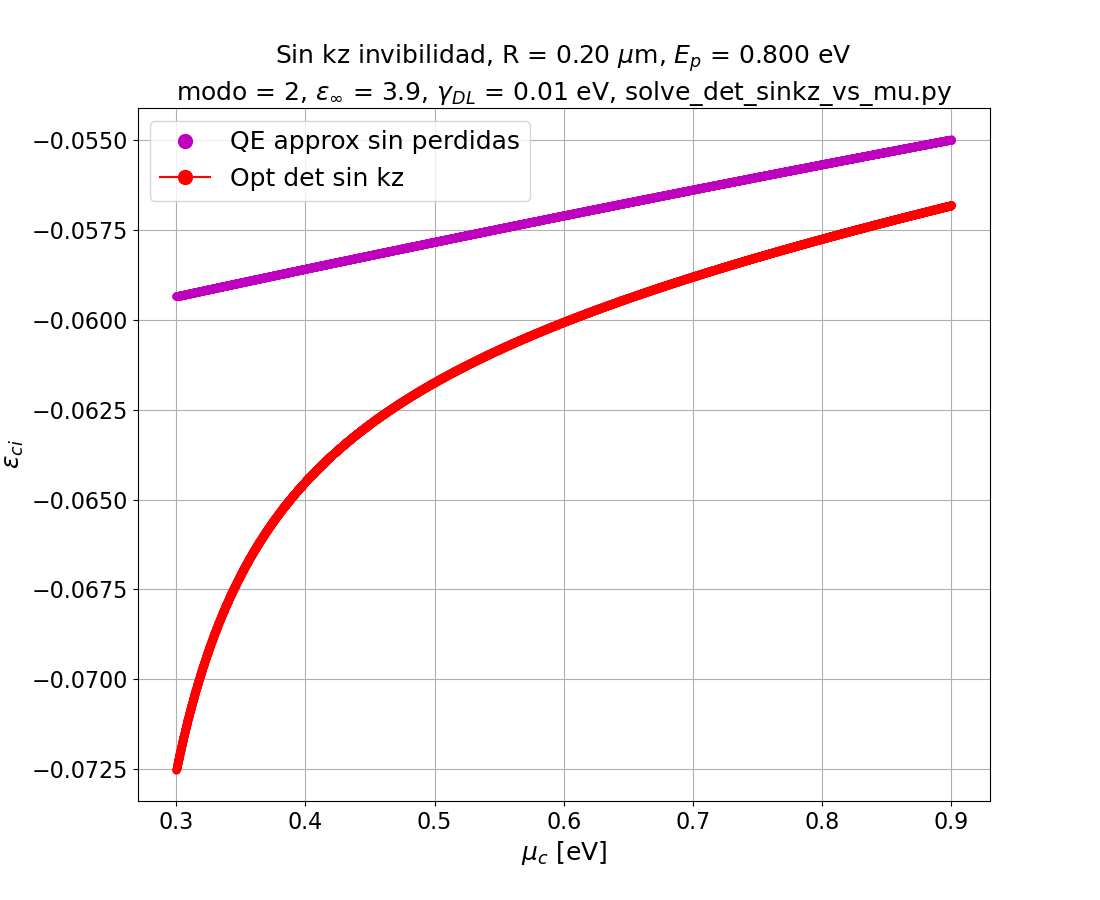 Sin kz invibilidad, R = 0.20 μm, E_p = 0.800 eV
modo = 2, ε_∞ = 3.9, γ_DL = 0.01 eV, solve_det_sinkz_vs_mu.py
QE approx sin perdidas
Opt det sin kz
−0.0550
−0.0575
−0.0600
−0.0625
−0.0650
−0.0675
−0.0700
−0.0725
ε_ci
0.3 0.4 0.5 0.6 0.7 0.8 0.9
μ_c [eV]